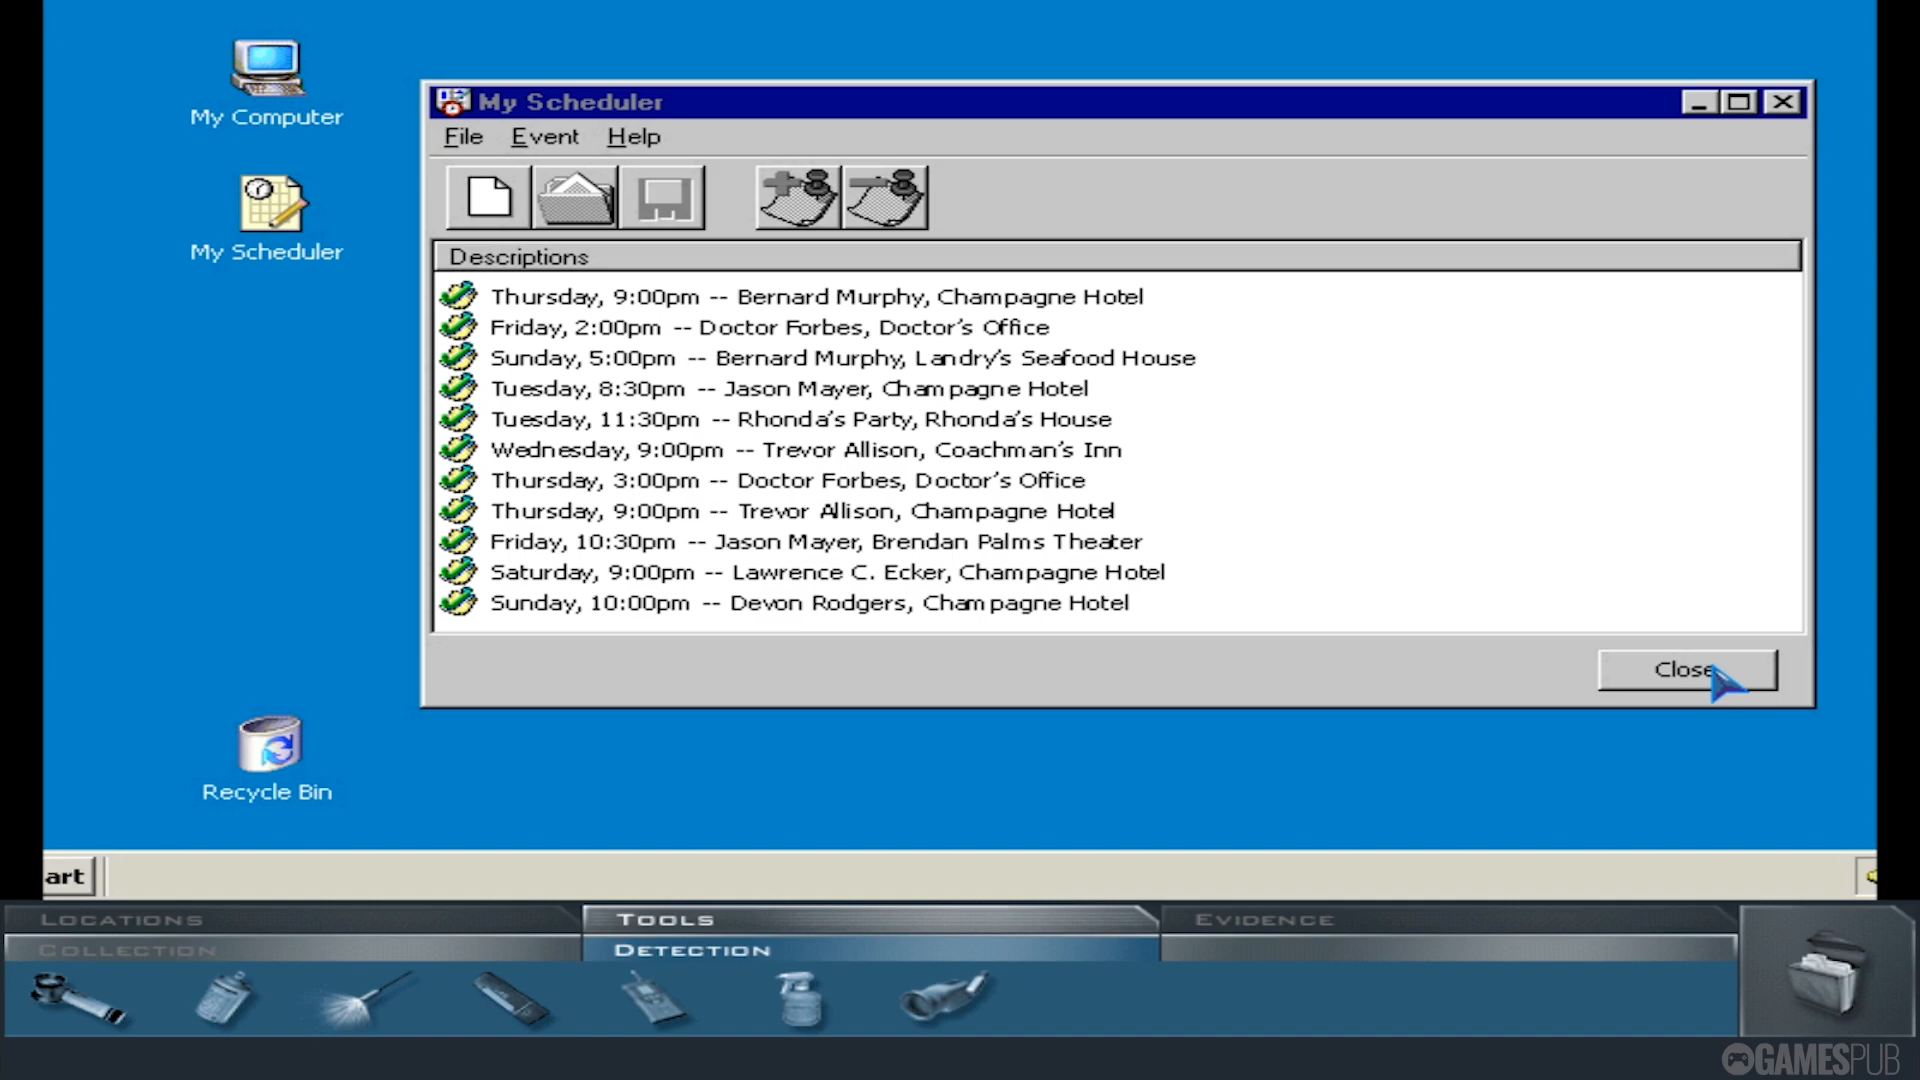 My Computer
My Scheduler
Recycle Bin
My Scheduler
File Event Help
Descriptions
Thursday, 9:00pm -- Bernard Murphy, Champagne Hotel
Friday, 2:00pm -- Doctor Forbes, Doctor's Office
Sunday, 5:00pm -- Bernard Murphy, Landry's Seafood House
Tuesday, 8:30pm -- Jason Mayer, Champagne Hotel
Tuesday, 11:30pm -- Rhonda's Party, Rhonda's House
Wednesday, 9:00pm -- Trevor Allison, Coachman's Inn
Thursday, 3:00pm -- Doctor Forbes, Doctor's Office
Thursday, 9:00pm -- Trevor Allison, Champagne Hotel
Friday, 10:30pm -- Jason Mayer, Brendan Palms Theater
Saturday, 9:00pm -- Lawrence C. Ecker, Champagne Hotel
Sunday, 10:00pm -- Devon Rodgers, Champagne Hotel
Close
art
LOCATIONS TOOLS EVIDENCE
COLLECTION DETECTION
GAMESPUB